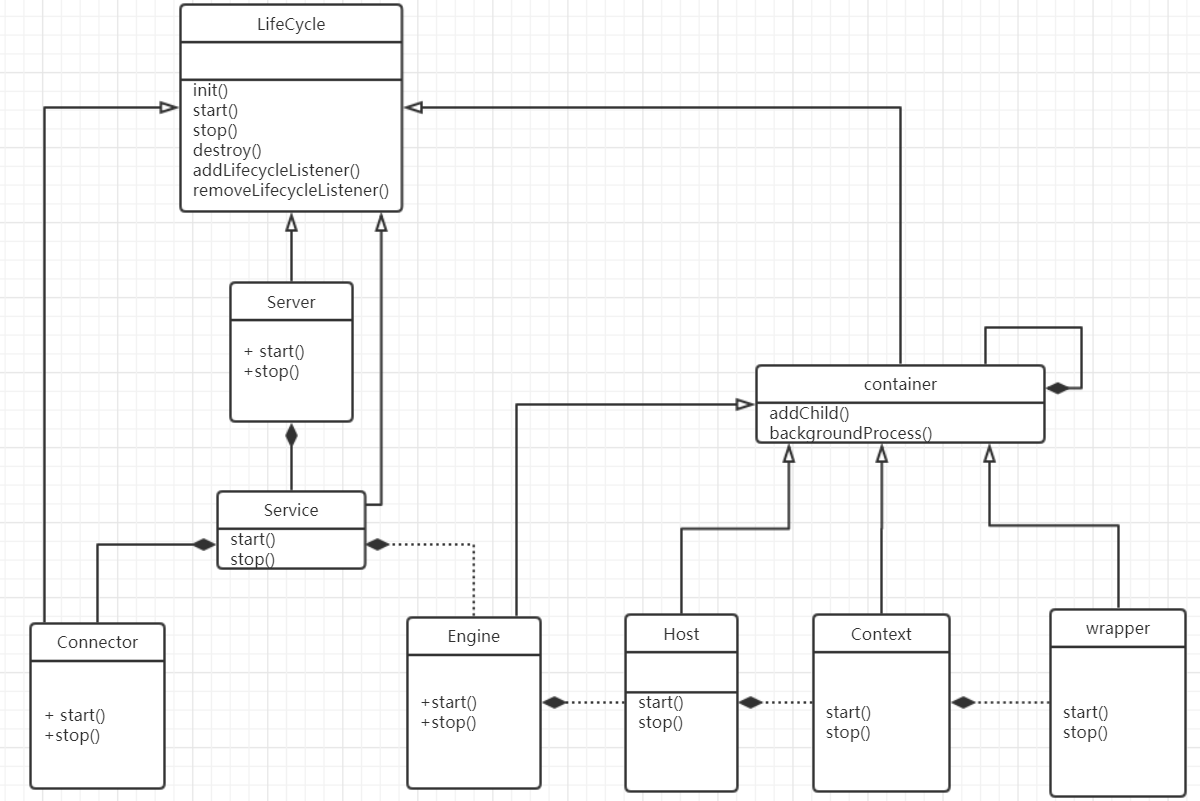 LifeCycle
init()
start()
stop()
destroy()
addLifecycleListener()
removeLifecycleListener()
Server
+ start()
+stop()
container
addChild()
backgroundProcess()
Service
start()
stop()
Connector
+ start()
+stop()
Engine
+start()
+stop()
Host
start()
stop()
Context
start()
stop()
wrapper
start()
stop()